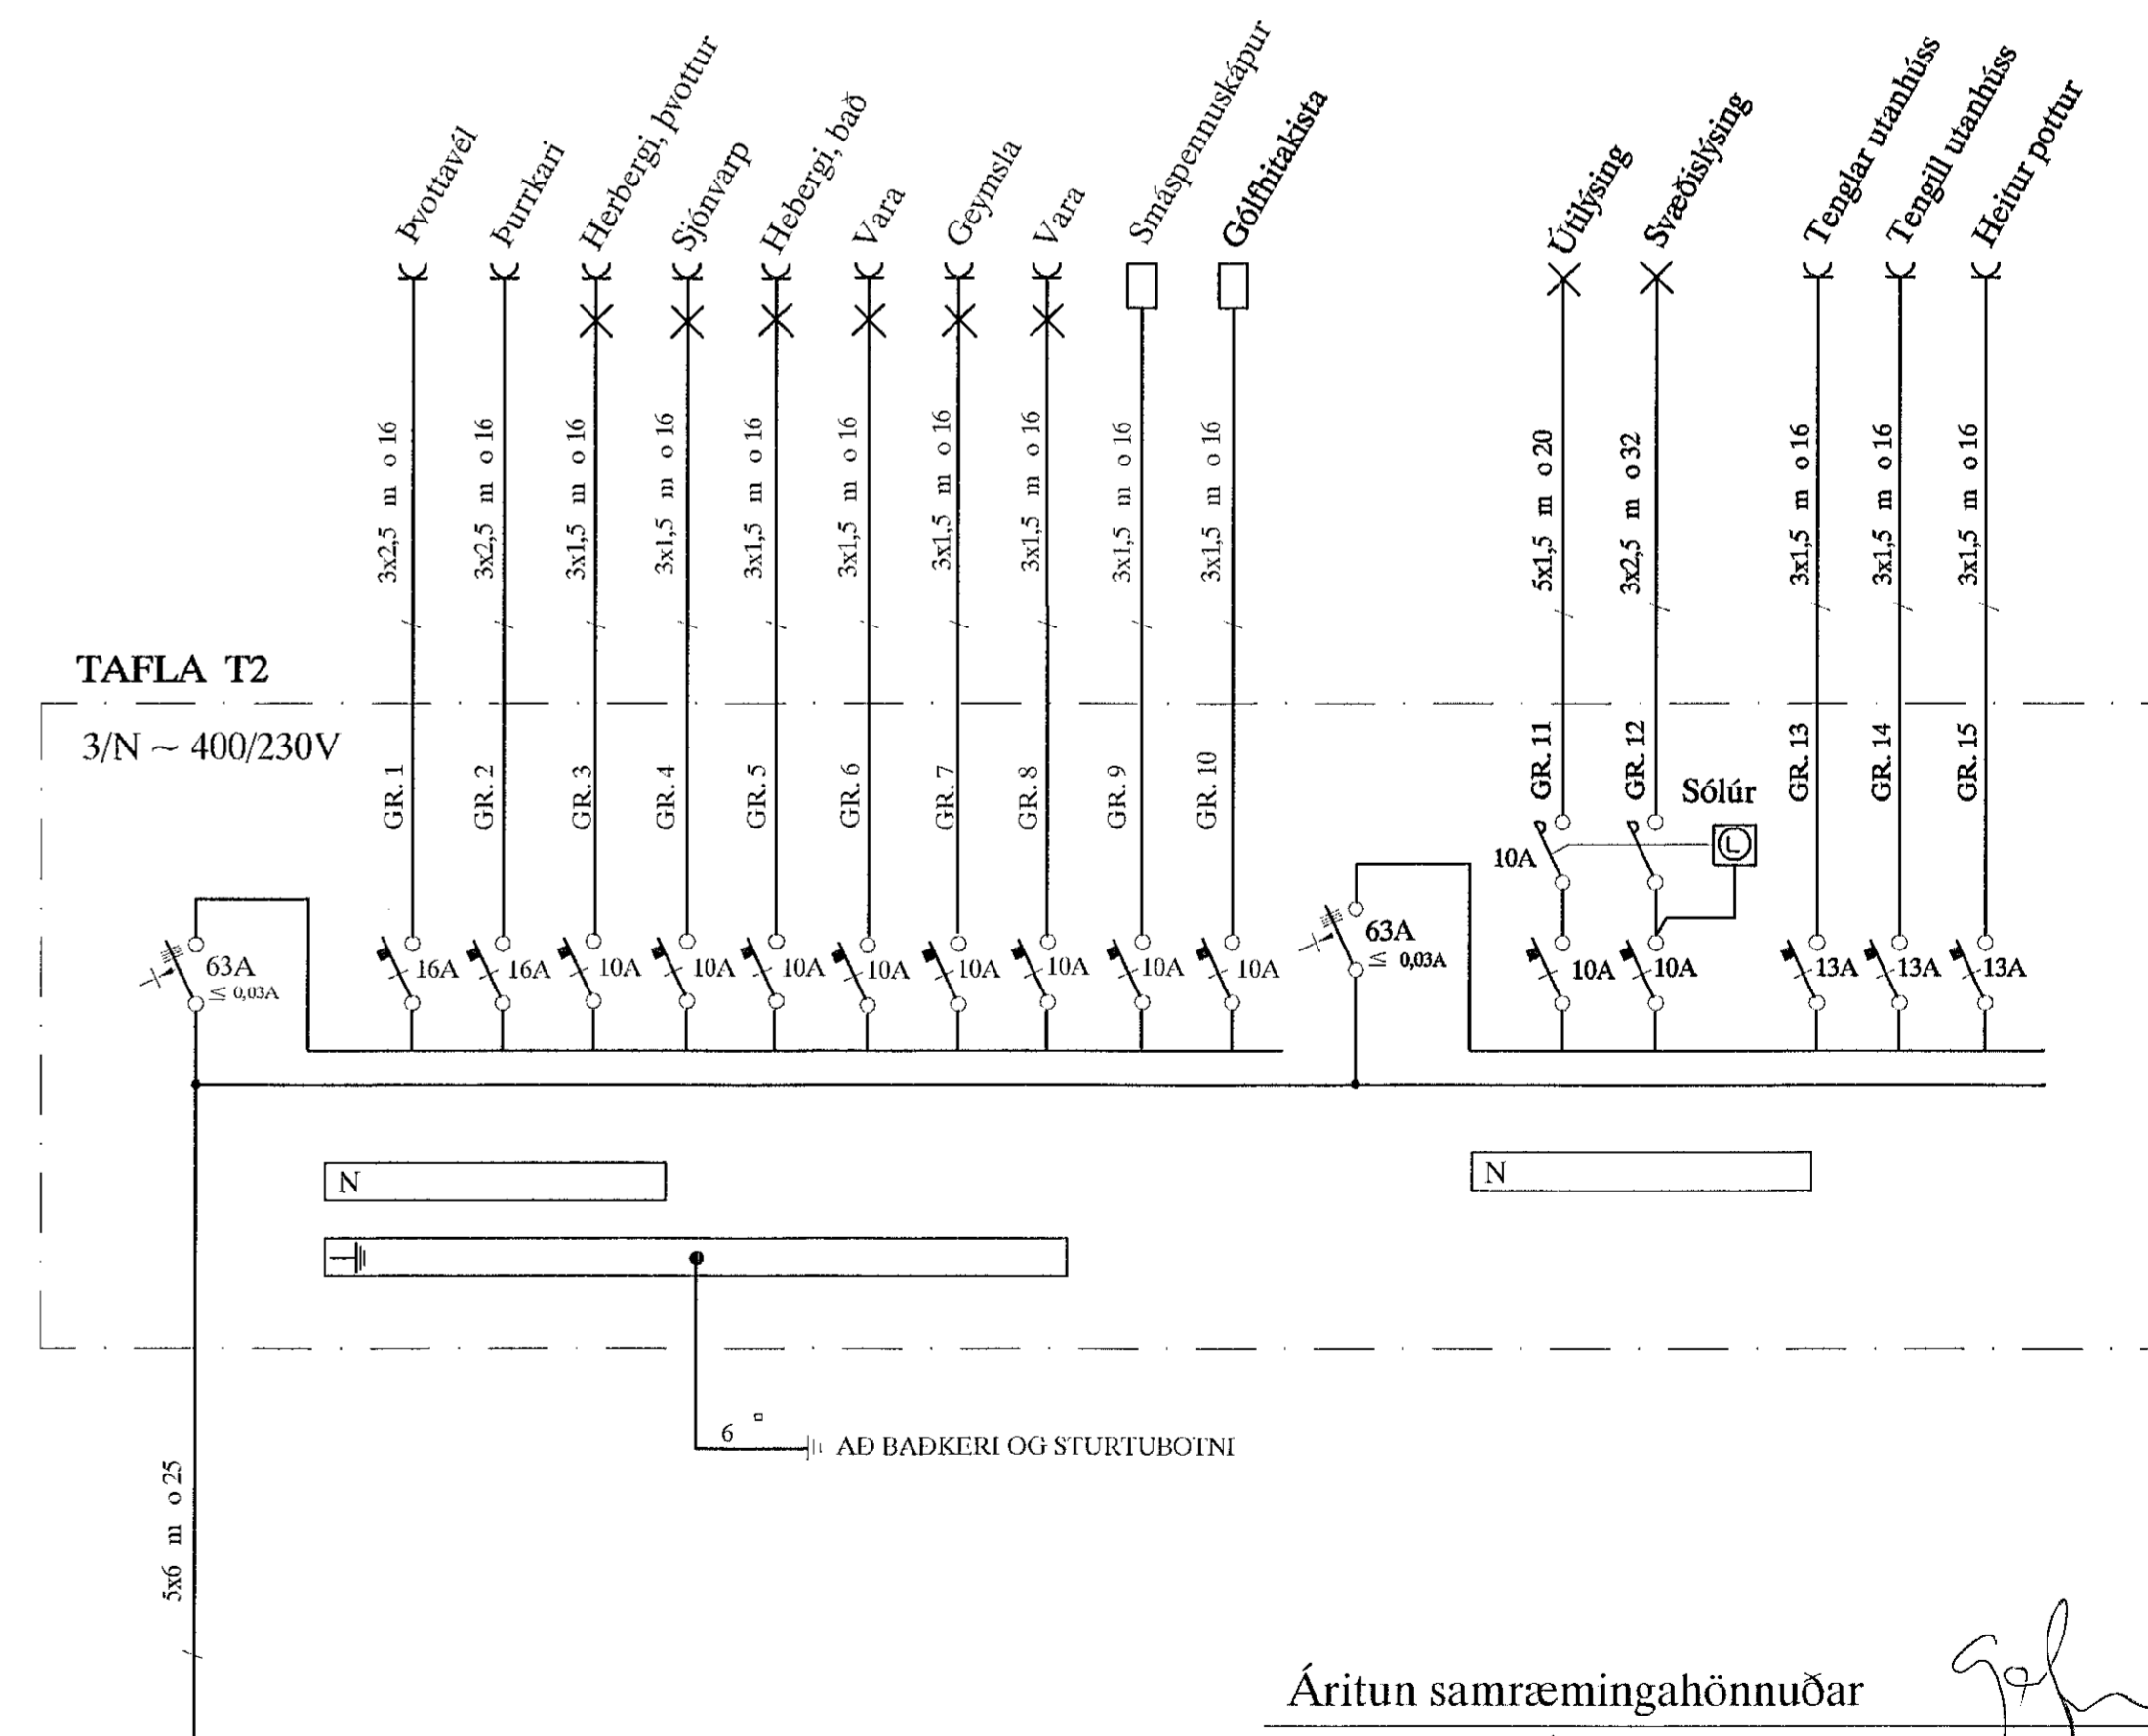 Þvottavél
Þurrkari
Herbergi, þvottur
Sjónvarp
Hebergi, bað
Vara
Geymsla
Vara
Smáspennuskápur
Gólfhitakista
Útilýsing
Svæðislýsing
Tenglar utanhúss
Tengill utanhúss
Heitur pottur
3x2,5 m o 16
3x2,5 m o 16
3x1,5 m o 16
3x1,5 m o 16
3x1,5 m o 16
3x1,5 m o 16
3x1,5 m o 16
3x1,5 m o 16
3x1,5 m o 16
3x1,5 m o 16
5x1,5 m o 20
3x2,5 m o 32
3x1,5 m o 16
3x1,5 m o 16
3x1,5 m o 16
TAFLA T2
3/N ~ 400/230V
GR. 1
GR. 2
GR. 3
GR. 4
GR. 5
GR. 6
GR. 7
GR. 8
GR. 9
GR. 10
GR. 11
GR. 12
Sólúr
GR. 13
GR. 14
GR. 15
10A
L
63A
≤ 0,03A
16A
16A
10A
10A
10A
10A
10A
10A
10A
10A
63A
≤ 0,03A
10A
10A
13A
13A
13A
N
N
6
AÐ BAÐKERI OG STURTUBOTNI
5x6 m o 25
Áritun samræmingahönnuðar